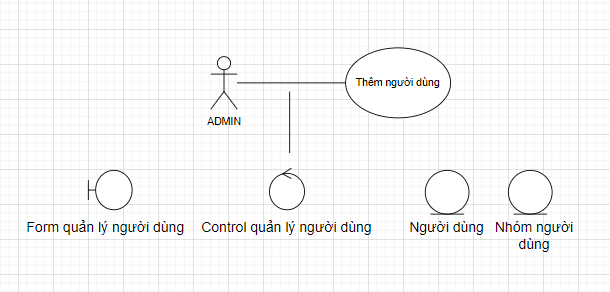 Thêm người dùng
ADMIN
Form quản lý người dùng
Control quản lý người dùng
Người dùng
Nhóm người
dùng